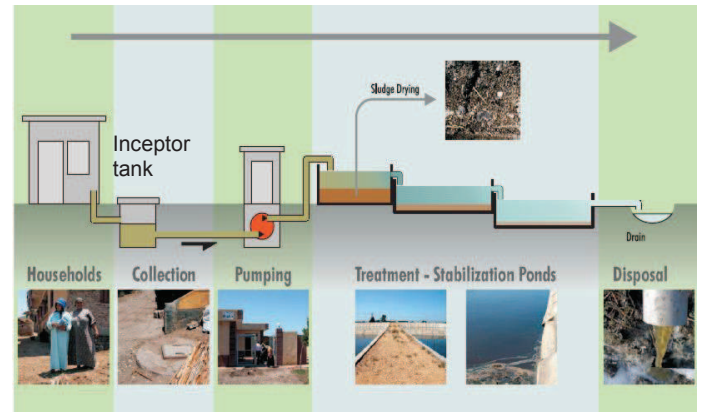 Sludge Drying
Inceptor
tank
Drain
Households
Collection
Pumping
Treatment - Stabilization Ponds
Disposal